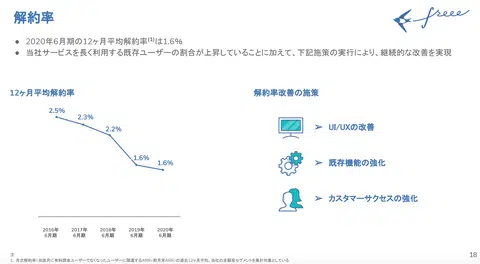 解約率
freee
● 2020年6月期の12ヶ月平均解約率(1)は1.6%
● 当社サービスを長く利用する既存ユーザーの割合が上昇していることに加えて、下記施策の実行により、継続的な改善を実現
12ヶ月平均解約率
2.5%
2.3%
2.2%
1.6%
1.6%
2016年
6月期
2017年
6月期
2018年
6月期
2019年
6月期
2020年
6月期
解約率改善の施策
➢ UI/UXの改善
➢ 既存機能の強化
➢ カスタマーサクセスの強化
注
18